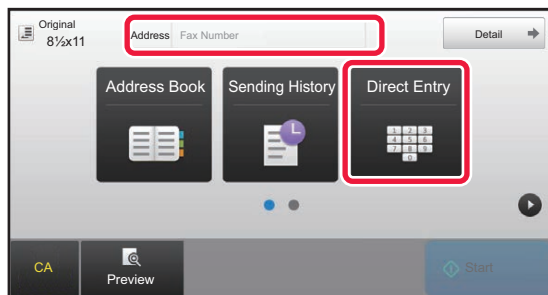 Original
8½x11
Address Fax Number
Detail
Address Book
Sending History
Direct Entry
1 2 3
4 5 6
7 8 9
0
CA
Preview
Start